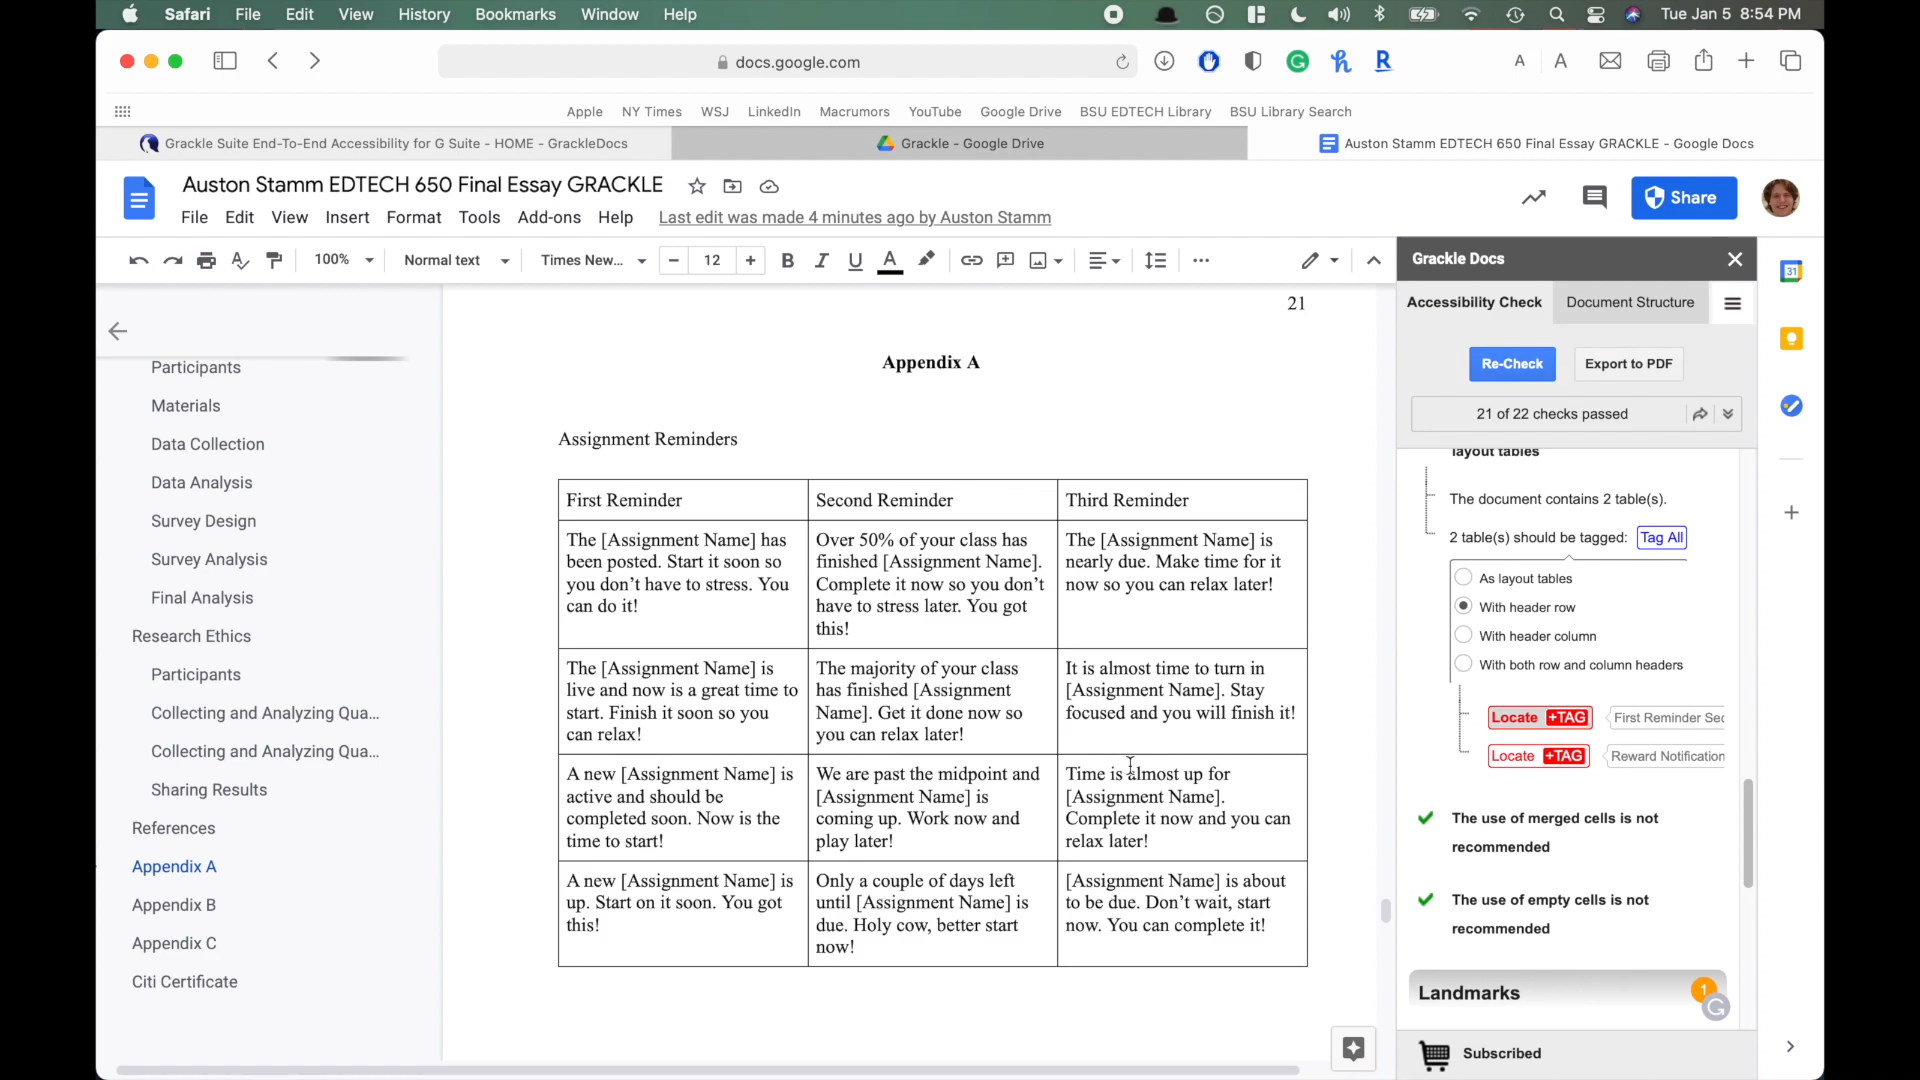 Safari File Edit View History Bookmarks Window Help Tue Jan 5 8:54 PM
docs.google.com
A A
Apple NY Times WSJ LinkedIn Macrumors YouTube Google Drive BSU EDTECH Library BSU Library Search
Grackle Suite End-To-End Accessibility for G Suite - HOME - GrackleDocs
Grackle - Google Drive
Auston Stamm EDTECH 650 Final Essay GRACKLE - Google Docs
Auston Stamm EDTECH 650 Final Essay GRACKLE
File Edit View Insert Format Tools Add-ons Help Last edit was made 4 minutes ago by Auston Stamm
Share
100% Normal text Times New... − 12 + B I U A
Participants
Materials
Data Collection
Data Analysis
Survey Design
Survey Analysis
Final Analysis
Research Ethics
Participants
Collecting and Analyzing Qua...
Collecting and Analyzing Qua...
Sharing Results
References
Appendix A
Appendix B
Appendix C
Citi Certificate
21
Appendix A
Assignment Reminders
First Reminder
Second Reminder
Third Reminder
The [Assignment Name] has
been posted. Start it soon so
you don't have to stress. You
can do it!
Over 50% of your class has
finished [Assignment Name].
Complete it now so you don't
have to stress later. You got
this!
The [Assignment Name] is
nearly due. Make time for it
now so you can relax later!
The [Assignment Name] is
live and now is a great time to
start. Finish it soon so you
can relax!
The majority of your class
has finished [Assignment
Name]. Get it done now so
you can relax later!
It is almost time to turn in
[Assignment Name]. Stay
focused and you will finish it!
A new [Assignment Name] is
active and should be
completed soon. Now is the
time to start!
We are past the midpoint and
[Assignment Name] is
coming up. Work now and
play later!
Time is almost up for
[Assignment Name].
Complete it now and you can
relax later!
A new [Assignment Name] is
up. Start on it soon. You got
this!
Only a couple of days left
until [Assignment Name] is
due. Holy cow, better start
now!
[Assignment Name] is about
to be due. Don't wait, start
now. You can complete it!
Grackle Docs
Accessibility Check Document Structure
Re-Check Export to PDF
21 of 22 checks passed
layout tables
The document contains 2 table(s).
2 table(s) should be tagged: Tag All
As layout tables
With header row
With header column
With both row and column headers
Locate +TAG First Reminder Sec
Locate +TAG Reward Notification
The use of merged cells is not
recommended
The use of empty cells is not
recommended
Landmarks
1
Subscribed
31